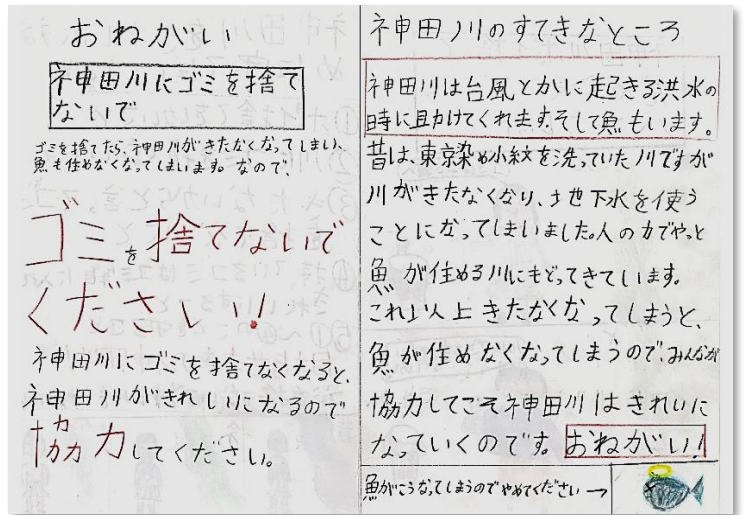 おねがい
神田川にゴミを捨て
ないで
ゴミを捨てたら、神田川がきたなくなってしまい、
魚も住めなくなってしまいます。なので、
ゴミを捨てないで
ください!!
神田川にゴミを捨てなくなると、
神田川がきれいになるので
協力してください。
神田川のすてきなところ
神田川は台風とかに起きる洪水の
時に助けてくれます。そして魚もいます。
昔は、東京染め小紋を洗っていた川ですが
川がきたなくなり、地下水を使う
ことになってしまいました。人の力でやっと
魚が住める川にもどってきています。
これ以上きたなくなってしまうと、
魚が住めなくなってしまうので、みんなが
協力してこそ神田川はきれいに
なっていくのです。おねがい!
魚がこうなってしまうのでやめてください→